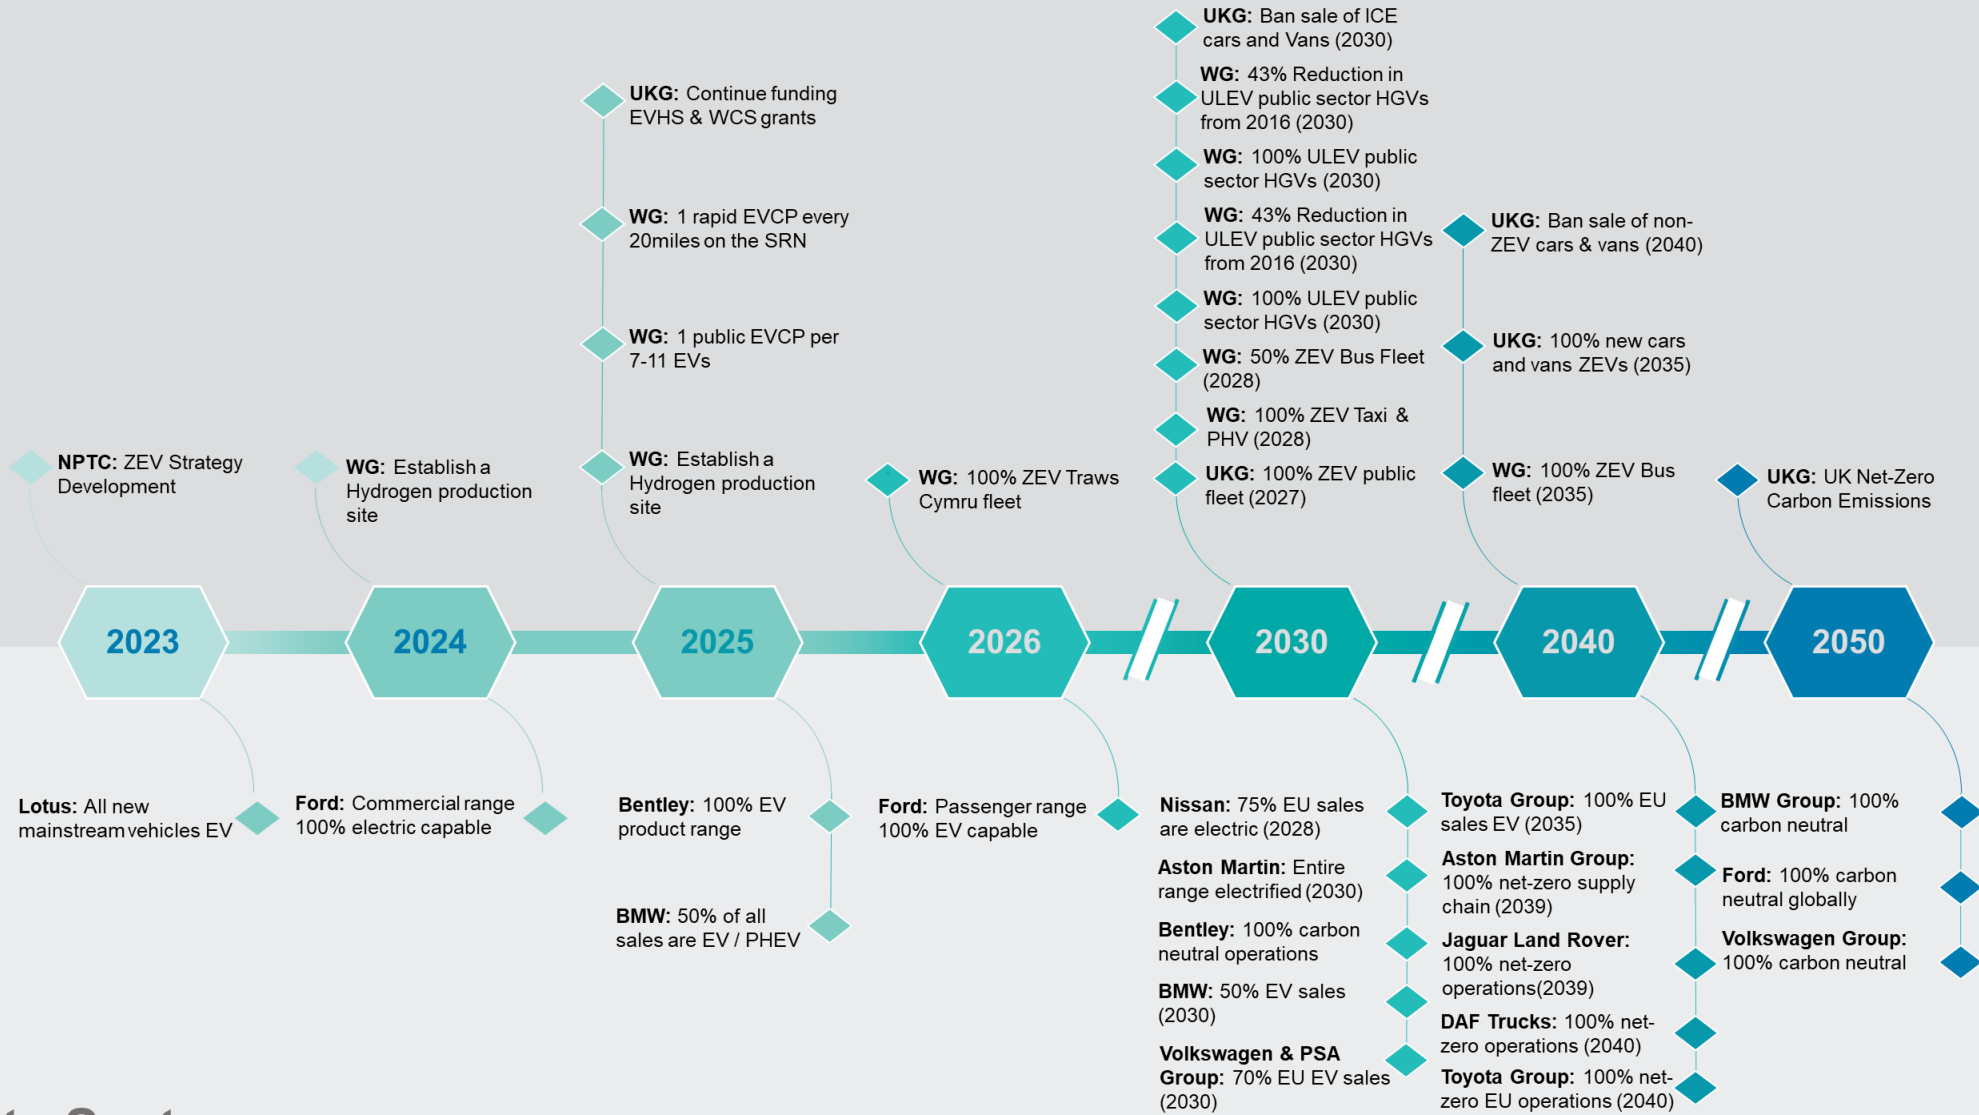 UKG: Ban sale of ICE
cars and Vans (2030)
WG: 43% Reduction in
ULEV public sector HGVs
from 2016 (2030)
WG: 100% ULEV public
sector HGVs (2030)
WG: 43% Reduction in
ULEV public sector HGVs
from 2016 (2030)
WG: 100% ULEV public
sector HGVs (2030)
WG: 50% ZEV Bus Fleet
(2028)
WG: 100% ZEV Taxi &
PHV (2028)
UKG: 100% ZEV public
fleet (2027)
UKG: Continue funding
EVHS & WCS grants
WG: 1 rapid EVCP every
20miles on the SRN
WG: 1 public EVCP per
7-11 EVs
WG: Establish a
Hydrogen production
site
UKG: Ban sale of non-
ZEV cars & vans (2040)
UKG: 100% new cars
and vans ZEVs (2035)
WG: 100% ZEV Bus
fleet (2035)
NPTC: ZEV Strategy
Development
WG: Establish a
Hydrogen production
site
WG: 100% ZEV Traws
Cymru fleet
UKG: UK Net-Zero
Carbon Emissions
2023
2024
2025
2026
2030
2040
2050
Lotus: All new
mainstream vehicles EV
Ford: Commercial range
100% electric capable
Bentley: 100% EV
product range
BMW: 50% of all
sales are EV / PHEV
Ford: Passenger range
100% EV capable
Nissan: 75% EU sales
are electric (2028)
Aston Martin: Entire
range electrified (2030)
Bentley: 100% carbon
neutral operations
BMW: 50% EV sales
(2030)
Volkswagen & PSA
Group: 70% EU EV sales
(2030)
Toyota Group: 100% EU
sales EV (2035)
Aston Martin Group:
100% net-zero supply
chain (2039)
Jaguar Land Rover:
100% net-zero
operations(2039)
DAF Trucks: 100% net-
zero operations (2040)
Toyota Group: 100% net-
zero EU operations (2040)
BMW Group: 100%
carbon neutral
Ford: 100% carbon
neutral globally
Volkswagen Group:
100% carbon neutral